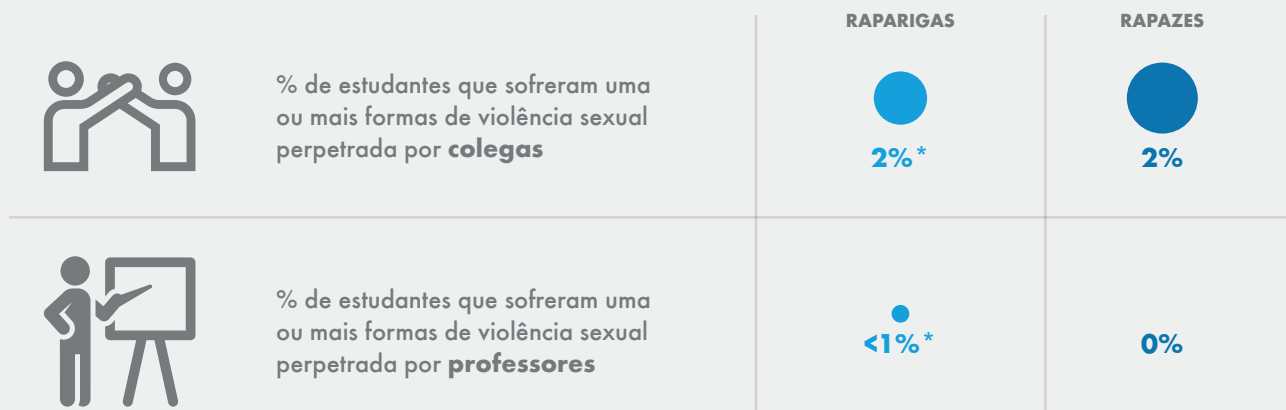 RAPARIGAS RAPAZES
% de estudantes que sofreram uma
ou mais formas de violência sexual
perpetrada por colegas
2%* 2%
% de estudantes que sofreram uma
ou mais formas de violência sexual
perpetrada por professores
<1%* 0%